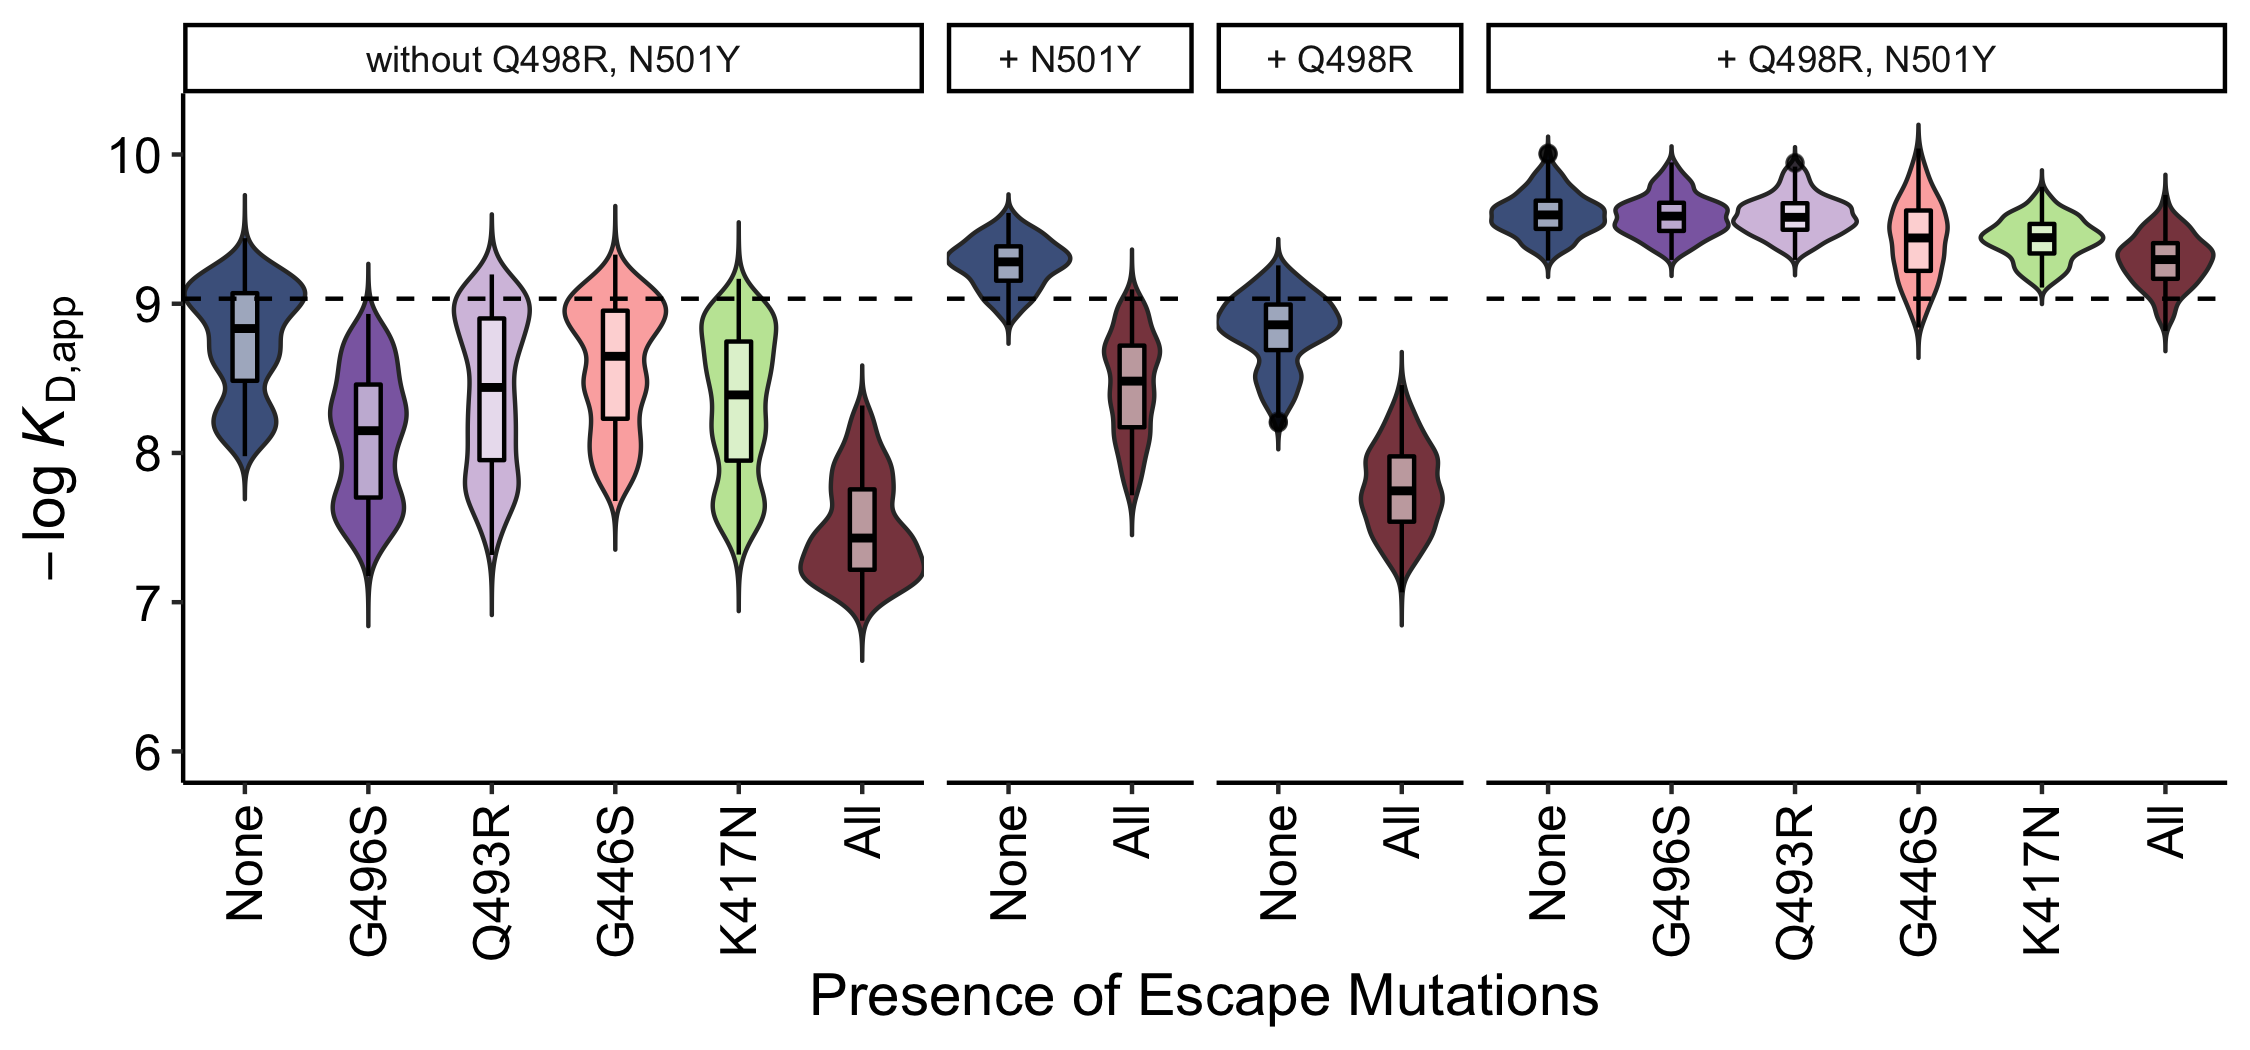 without Q498R, N501Y
+ N501Y
+ Q498R
+ Q498R, N501Y
−log KD,app
10
9
8
7
6
None
G496S
Q493R
G446S
K417N
All
None
All
None
All
None
G496S
Q493R
G446S
K417N
All
Presence of Escape Mutations